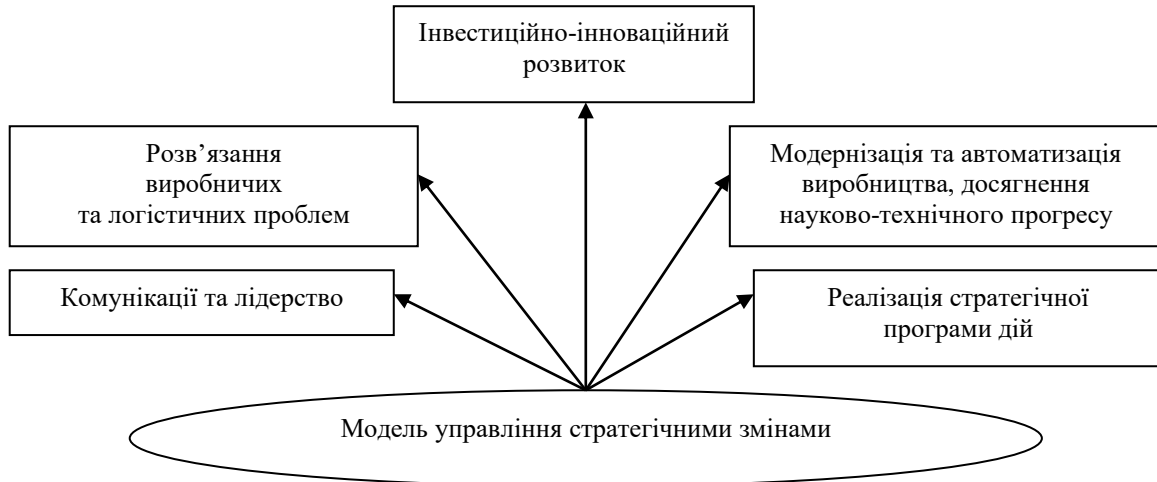 Інвестиційно-інноваційний
розвиток
Розв’язання
виробничих
та логістичних проблем
Модернізація та автоматизація
виробництва, досягнення
науково-технічного прогресу
Комунікації та лідерство
Реалізація стратегічної
програми дій
Модель управління стратегічними змінами